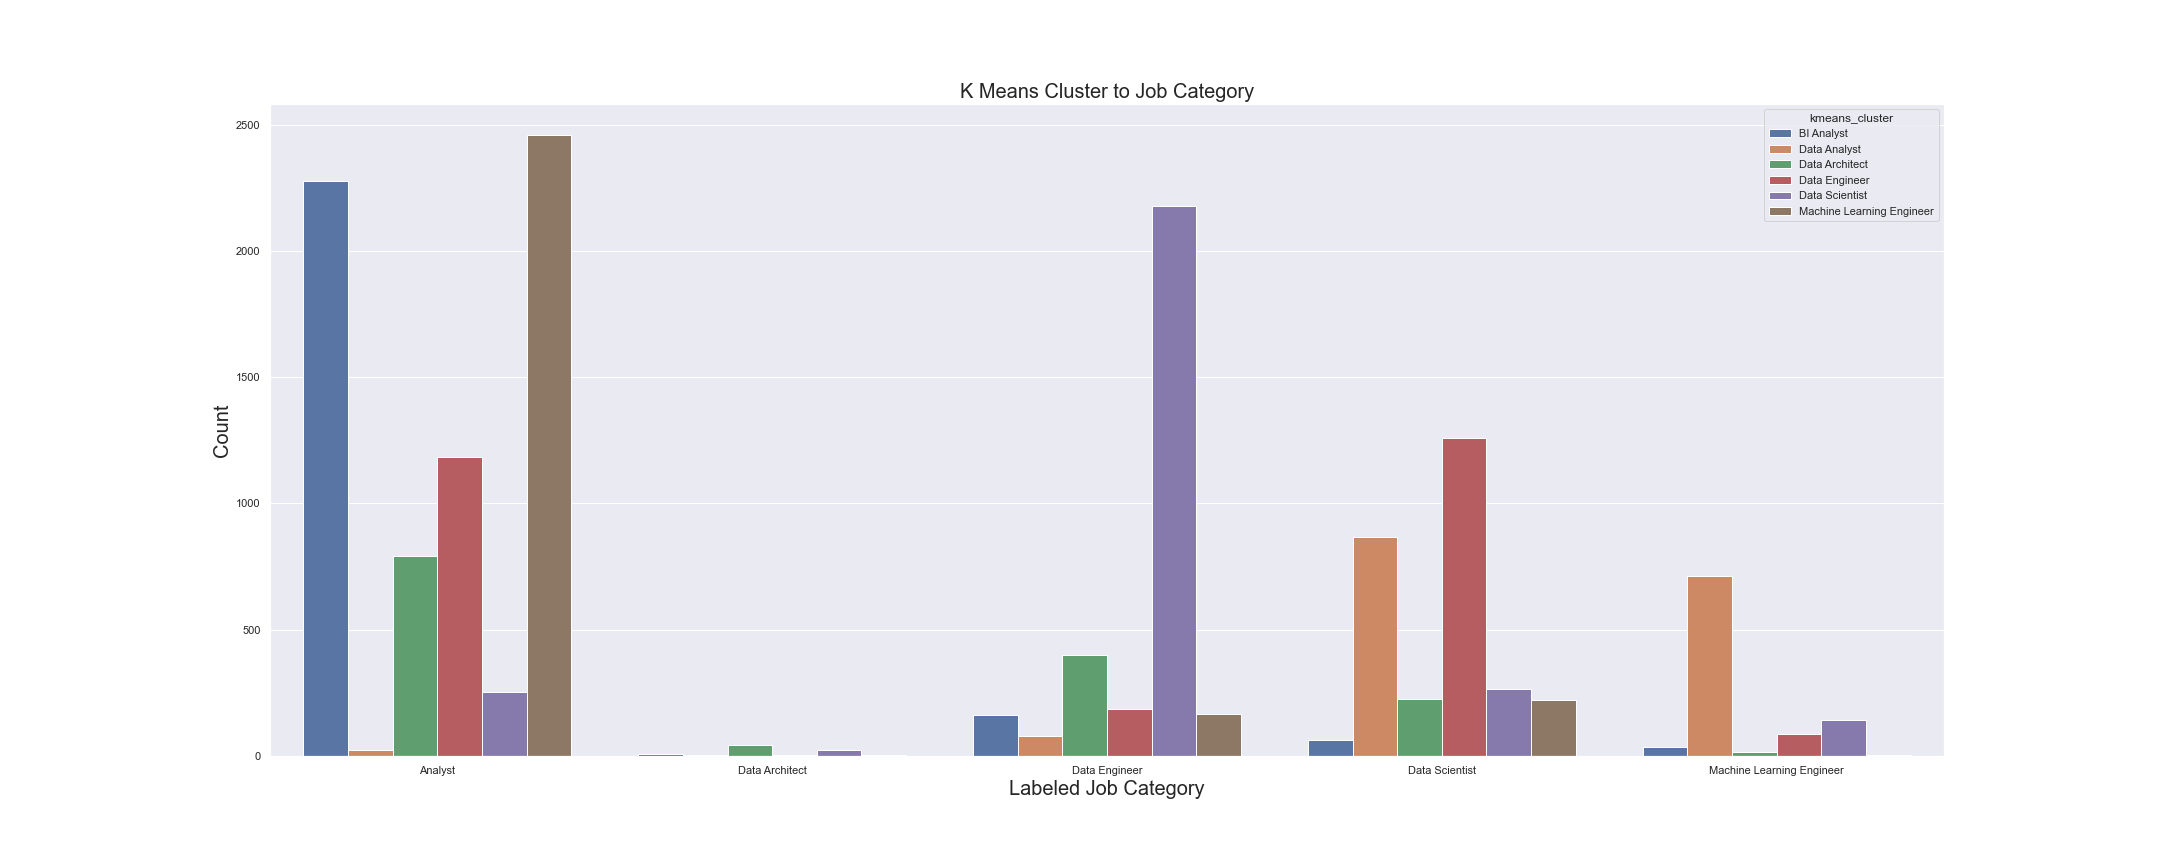 K Means Cluster to Job Category
kmeans_cluster
BI Analyst
Data Analyst
Data Architect
Data Engineer
Data Scientist
Machine Learning Engineer
2500
2000
1500
1000
500
0
Count
Analyst Data Architect Data Engineer Data Scientist Machine Learning Engineer
Labeled Job Category